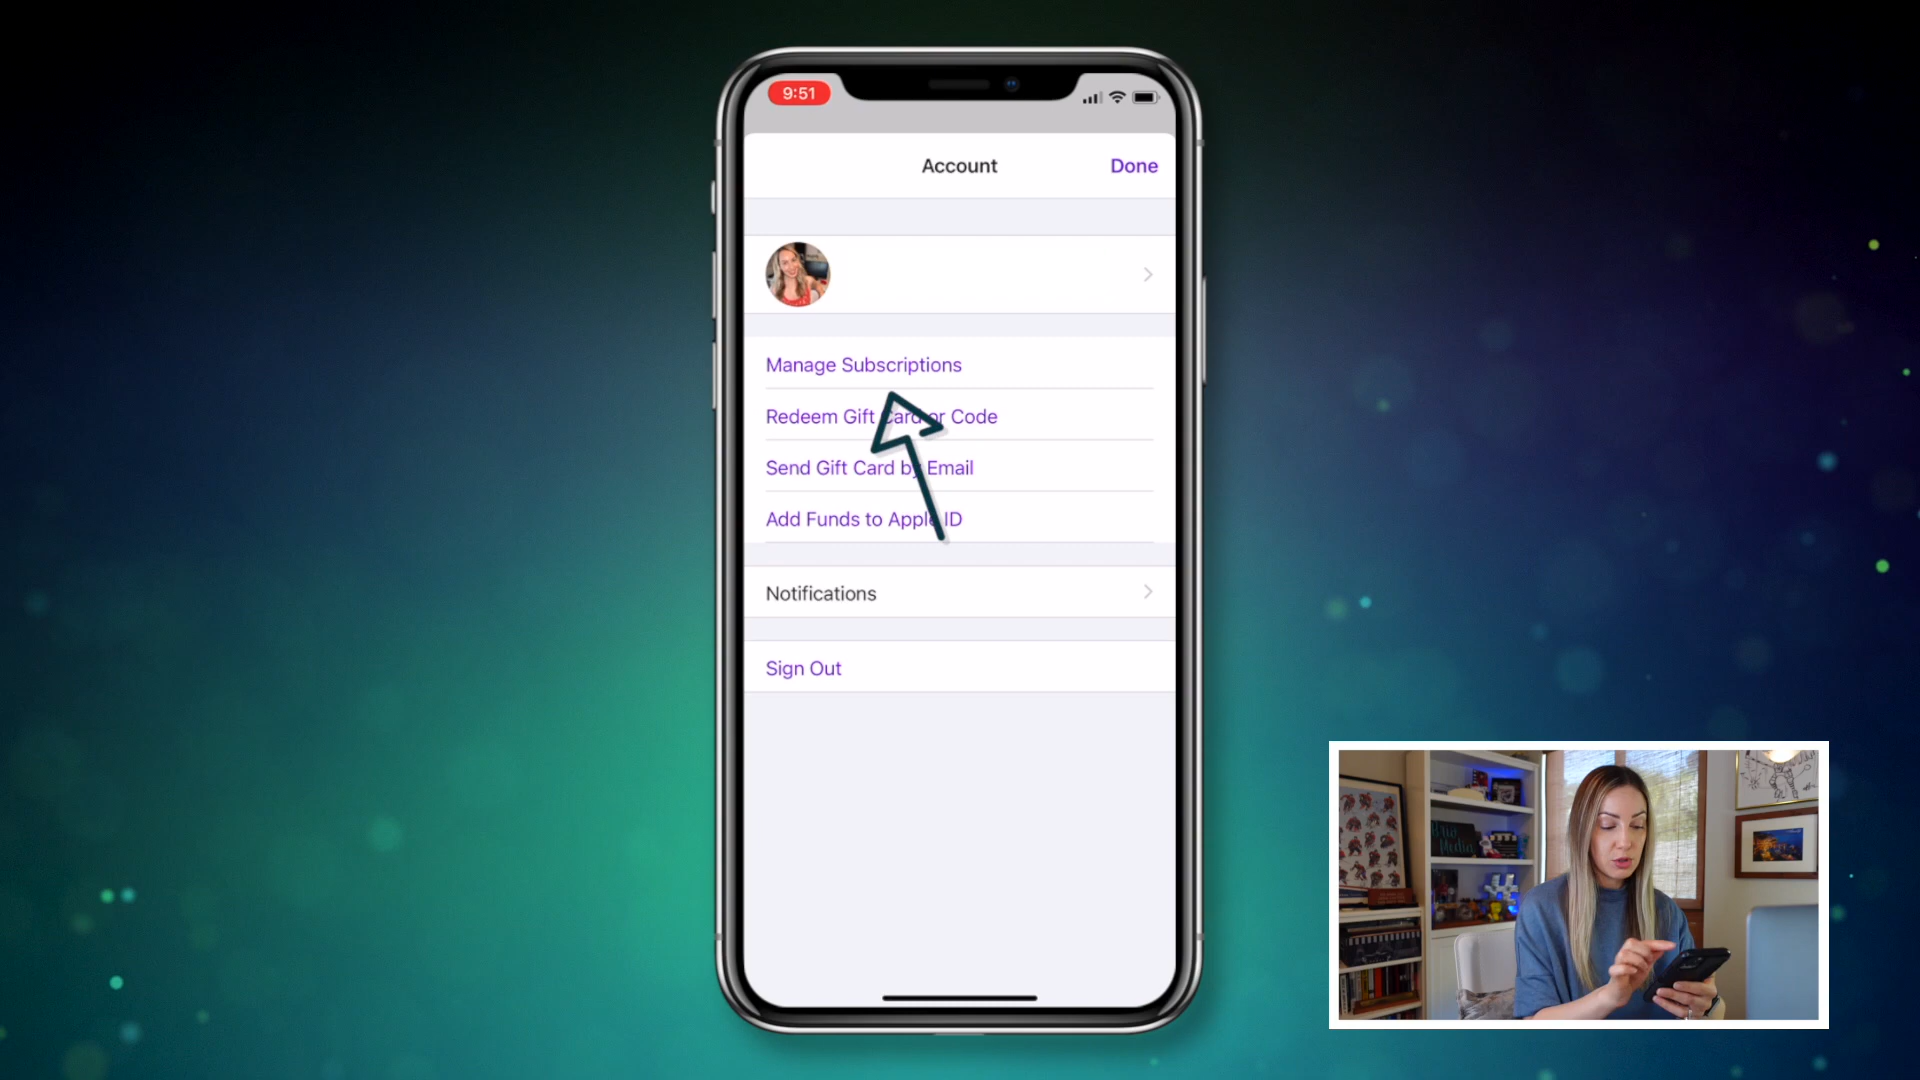 9:51
Account
Done
Manage Subscriptions
Redeem Gift Card or Code
Send Gift Card by Email
Add Funds to Apple ID
Notifications
Sign Out
Media